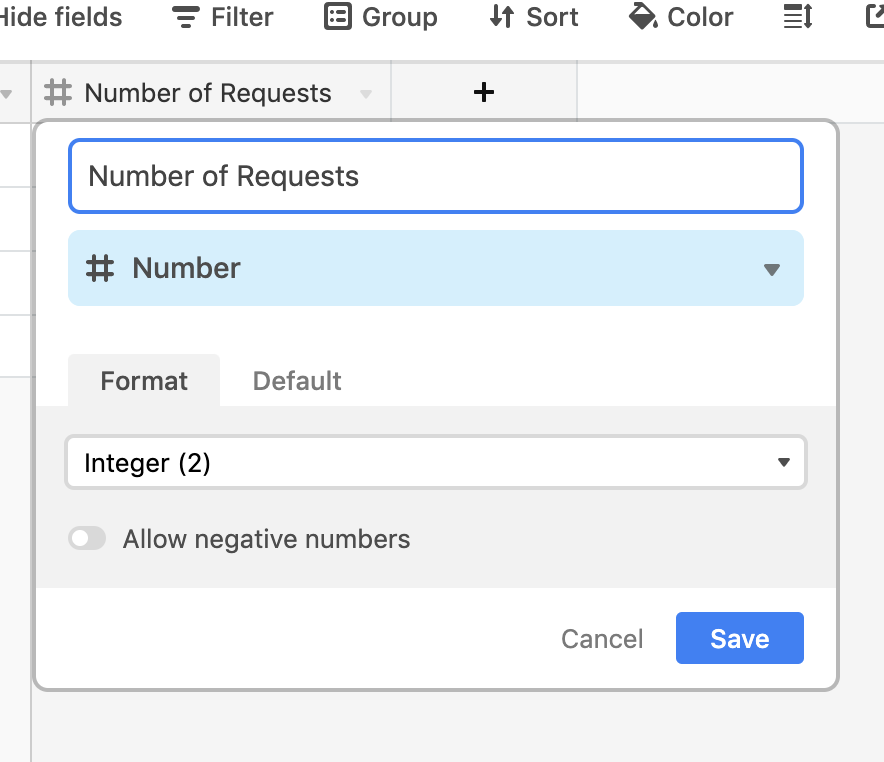 Hide fields Filter Group Sort Color
Number of Requests
Number of Requests
Number
Format Default
Integer (2)
Allow negative numbers
Cancel Save